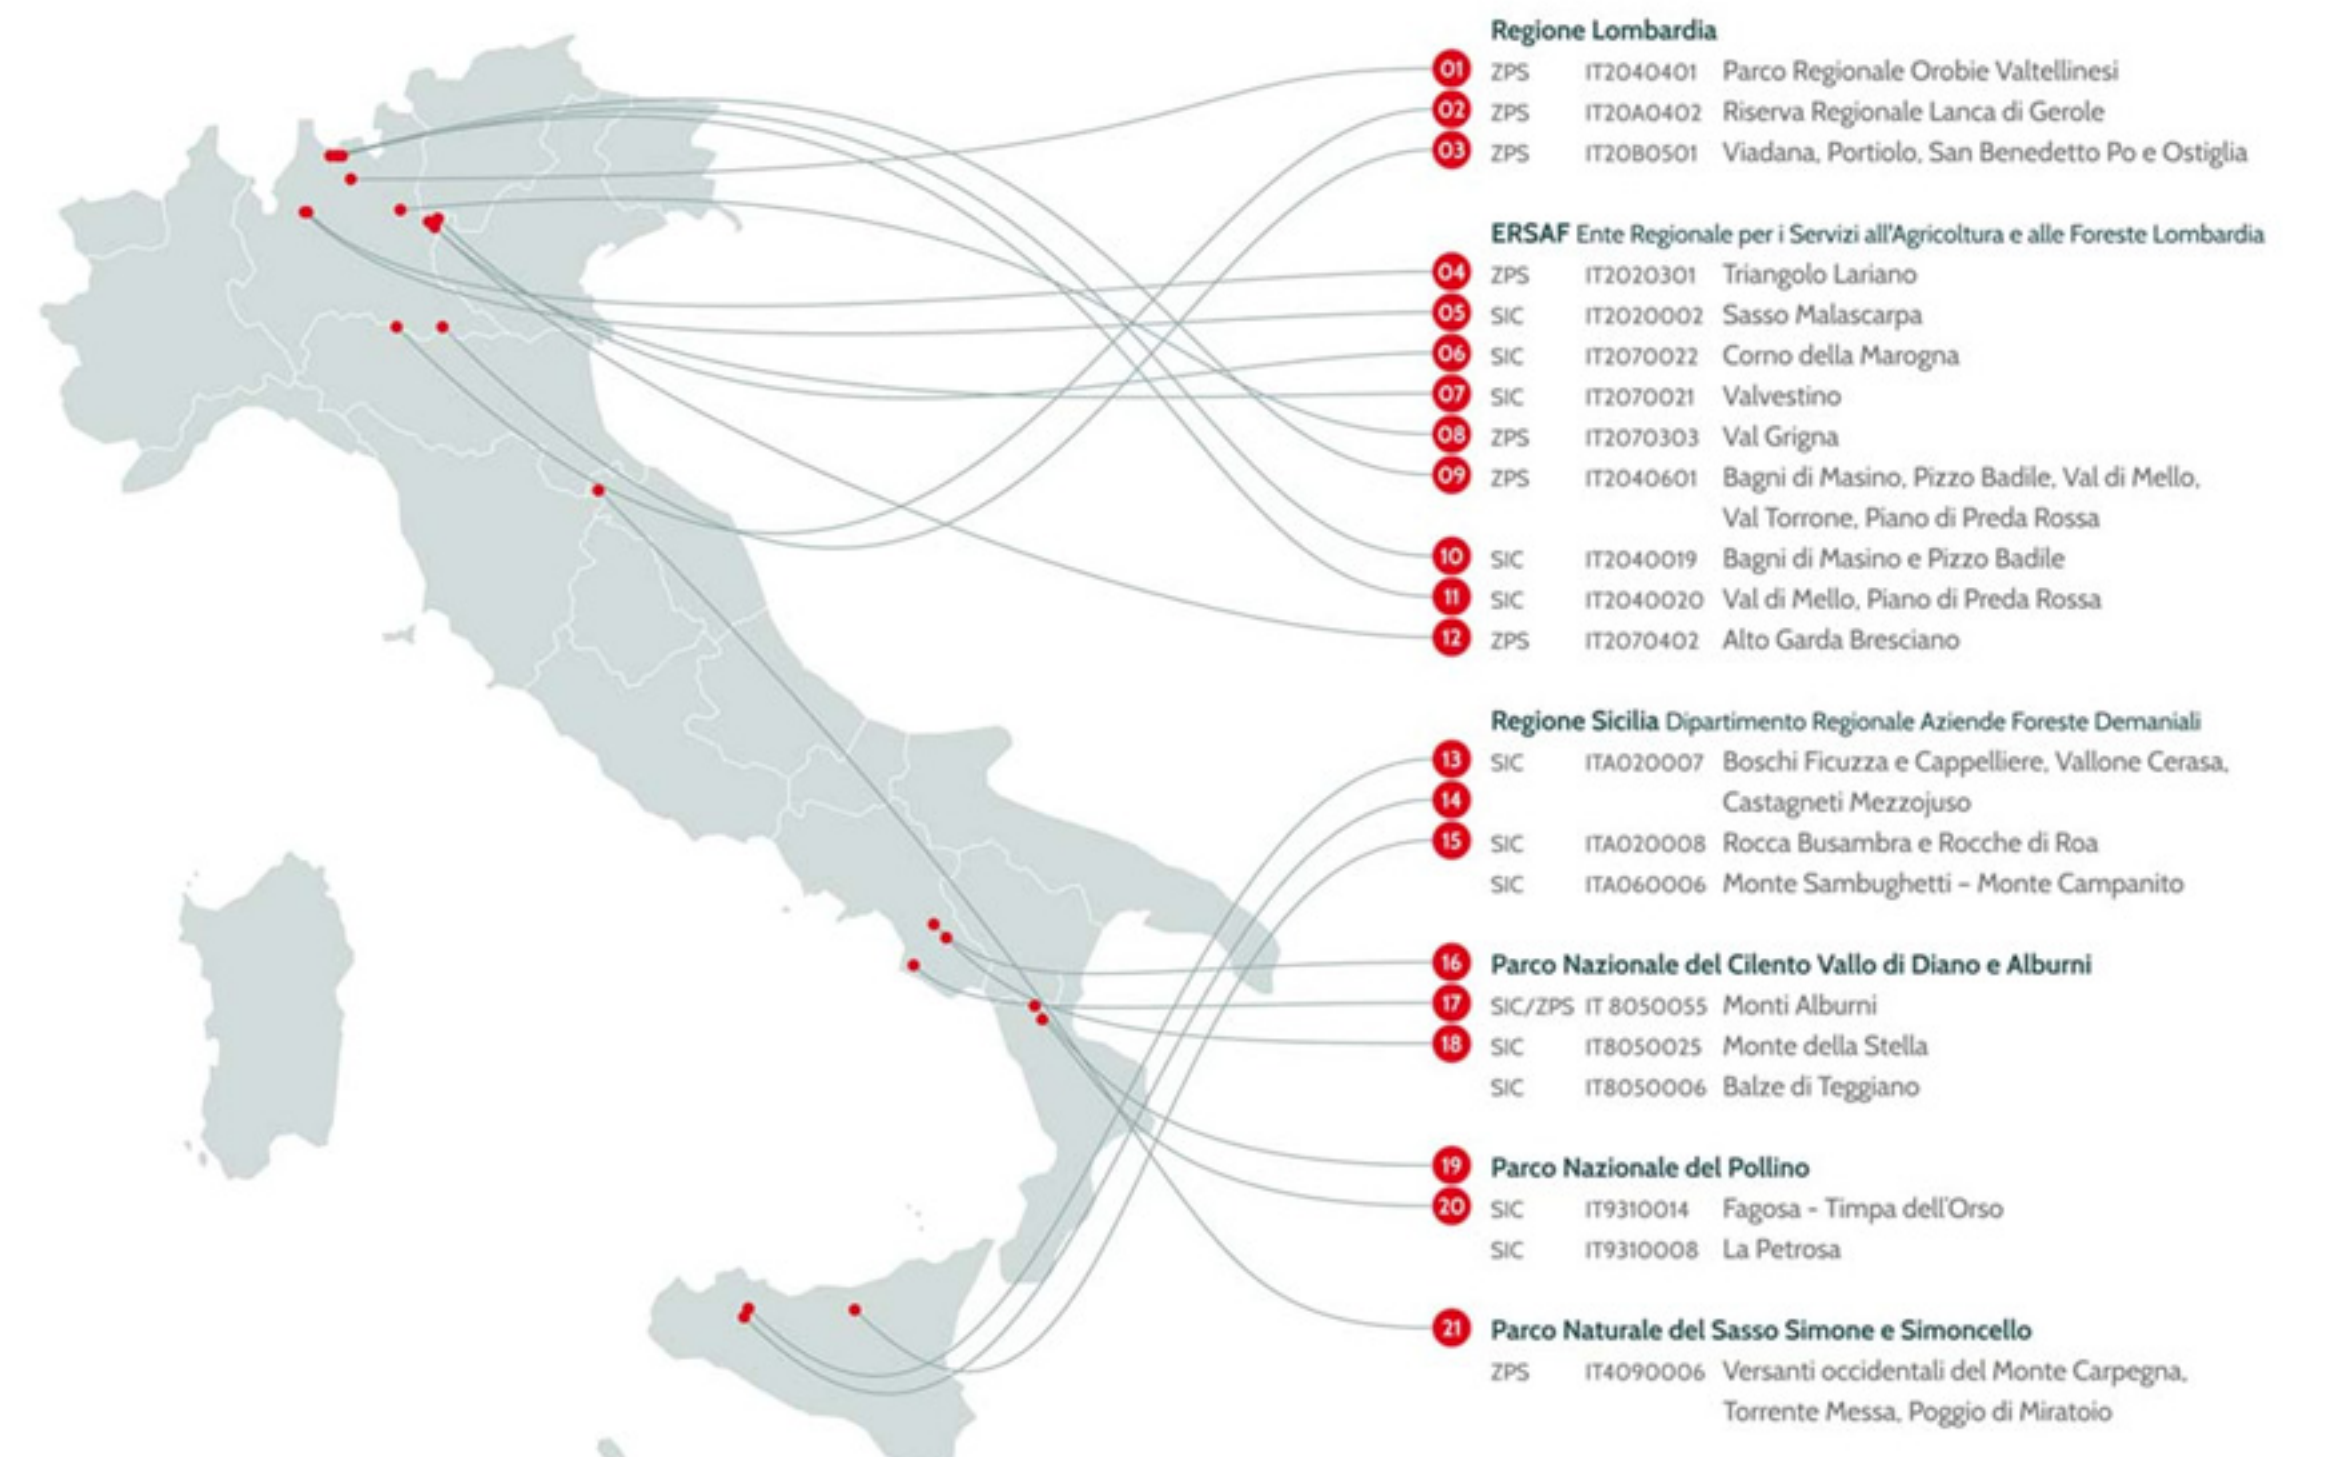 Regione Lombardia
01 ZPS IT2040401 Parco Regionale Orobie Valtellinesi
02 ZPS IT20A0402 Riserva Regionale Lanca di Gerole
03 ZPS IT20B0501 Viadana, Portiolo, San Benedetto Po e Ostiglia
ERSAF Ente Regionale per i Servizi all'Agricoltura e alle Foreste Lombardia
04 ZPS IT2020301 Triangolo Lariano
05 SIC IT2020002 Sasso Malascarpa
06 SIC IT2070022 Corno della Marogna
07 SIC IT2070021 Valvestino
08 ZPS IT2070303 Val Grigna
09 ZPS IT2040601 Bagni di Masino, Pizzo Badile, Val di Mello,
Val Torrone, Piano di Preda Rossa
10 SIC IT2040019 Bagni di Masino e Pizzo Badile
11 SIC IT2040020 Val di Mello, Piano di Preda Rossa
12 ZPS IT2070402 Alto Garda Bresciano
Regione Sicilia Dipartimento Regionale Aziende Foreste Demaniali
13 SIC ITA020007 Boschi Ficuzza e Cappelliere, Vallone Cerasa,
14 Castagneti Mezzojuso
15 SIC ITA020008 Rocca Busambra e Rocche di Roa
SIC ITA060006 Monte Sambughetti – Monte Campanito
16 Parco Nazionale del Cilento Vallo di Diano e Alburni
17 SIC/ZPS IT 8050055 Monti Alburni
18 SIC IT8050025 Monte della Stella
SIC IT8050006 Balze di Teggiano
19 Parco Nazionale del Pollino
20 SIC IT9310014 Fagosa - Timpa dell'Orso
SIC IT9310008 La Petrosa
21 Parco Naturale del Sasso Simone e Simoncello
ZPS IT4090006 Versanti occidentali del Monte Carpegna,
Torrente Messa, Poggio di Miratoio